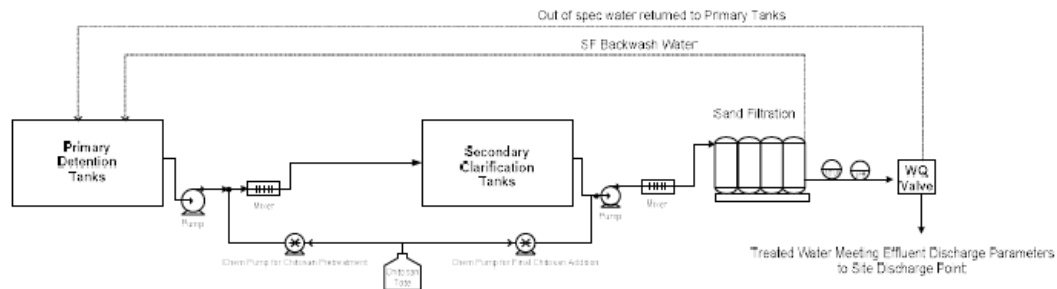 Out of spec water returned to Primary Tanks
SF Backwash Water
Sand Filtration
Primary
Detention
Tanks
Secondary
Clarification
Tanks
WQ
Valve
Pump
Mixer
Pump
Mixer
Chem Pump for Chitosan Pretreatment
Chitosan
Tote
Chem Pump for Final Chitosan Addition
Treated Water Meeting Effluent Discharge Parameters
to Site Discharge Point